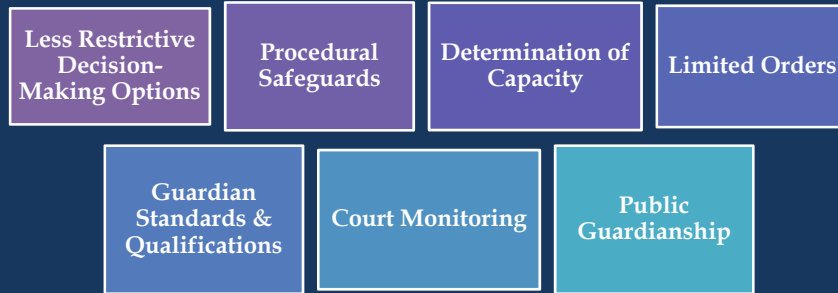 Less Restrictive
Decision-
Making Options
Procedural
Safeguards
Determination of
Capacity
Limited Orders
Guardian
Standards &
Qualifications
Court Monitoring
Public
Guardianship